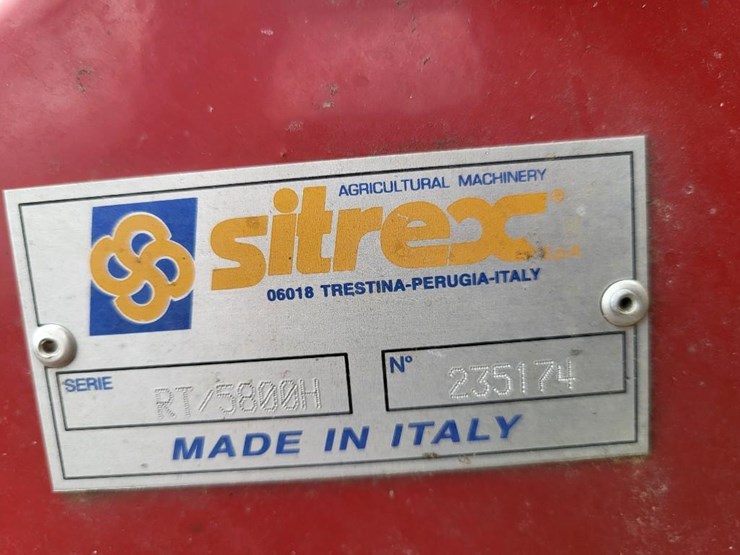 AGRICULTURAL MACHINERY
sitrex®
06018 TRESTINA-PERUGIA-ITALY
SERIE RT/5800H N° 235174
MADE IN ITALY